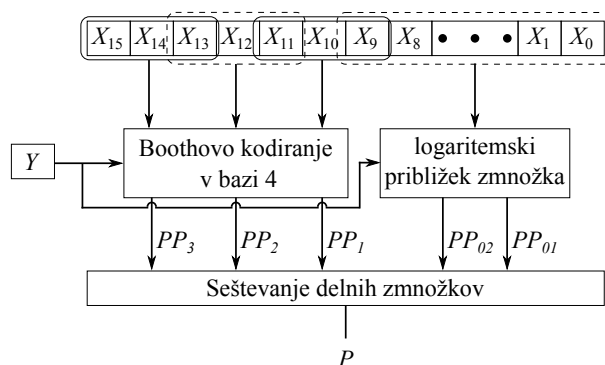 X15 X14 X13 X12 X11 X10 X9 X8 • • • X1 X0
Y
Boothovo kodiranje
v bazi 4
logaritemski
približek zmnožka
PP3 PP2 PP1 PP02 PP01
Seštevanje delnih zmnožkov
P